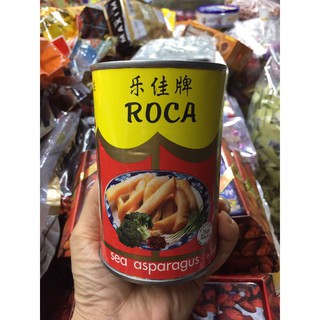 乐佳牌
ROCA
sea asparagus